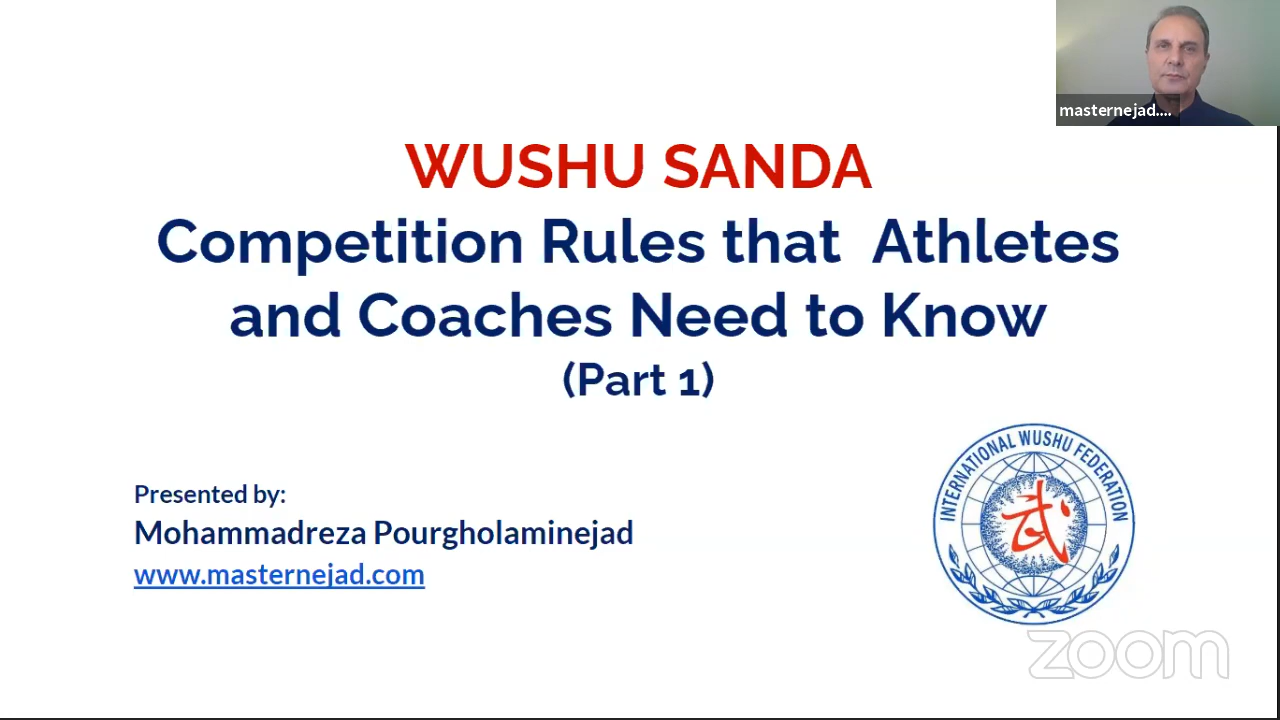 masternejad....
WUSHU SANDA
Competition Rules that Athletes
and Coaches Need to Know
(Part 1)
Presented by:
Mohammadreza Pourgholaminejad
www.masternejad.com
INTERNATIONAL WUSHU FEDERATION
武
zoom